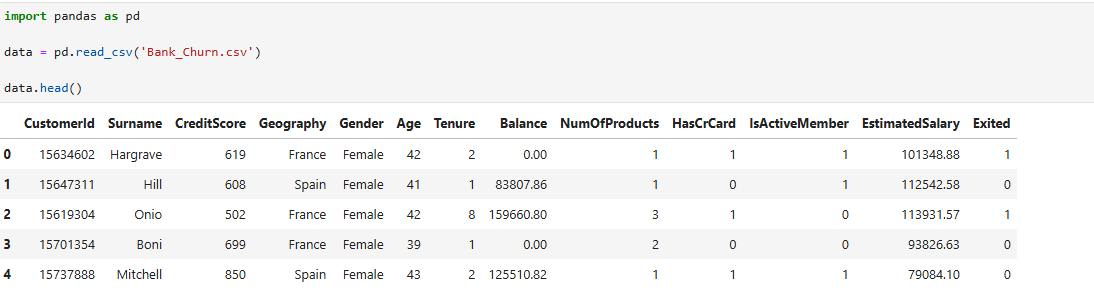 import pandas as pd
data = pd.read_csv('Bank_Churn.csv')
data.head()
CustomerId Surname CreditScore Geography Gender Age Tenure Balance NumOfProducts HasCrCard IsActiveMember EstimatedSalary Exited
0 15634602 Hargrave 619 France Female 42 2 0.00 1 1 1 101348.88 1
1 15647311 Hill 608 Spain Female 41 1 83807.86 1 0 1 112542.58 0
2 15619304 Onio 502 France Female 42 8 159660.80 3 1 0 113931.57 1
3 15701354 Boni 699 France Female 39 1 0.00 2 0 0 93826.63 0
4 15737888 Mitchell 850 Spain Female 43 2 125510.82 1 1 1 79084.10 0